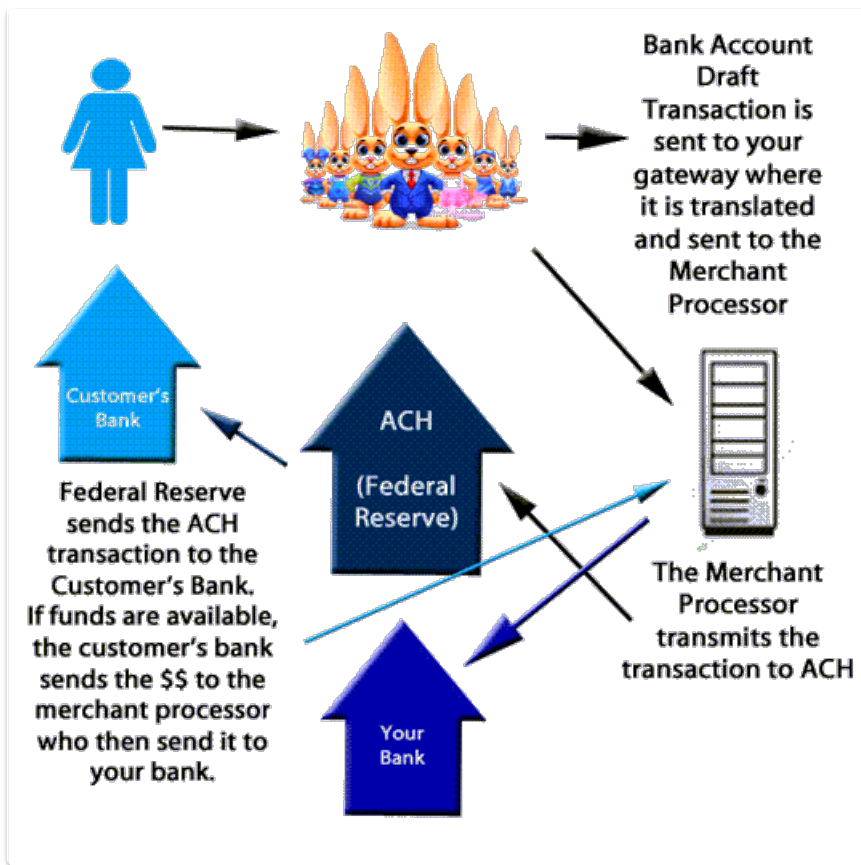 Bank Account
Draft
Transaction is
sent to your
gateway where
it is translated
and sent to the
Merchant
Processor
Customer's
Bank
ACH
(Federal
Reserve)
Federal Reserve
sends the ACH
transaction to the
Customer's Bank.
If funds are available,
the customer's bank
sends the $$ to the
merchant processor
who then send it to
your bank.
The Merchant
Processor
transmits the
transaction to ACH
Your
Bank